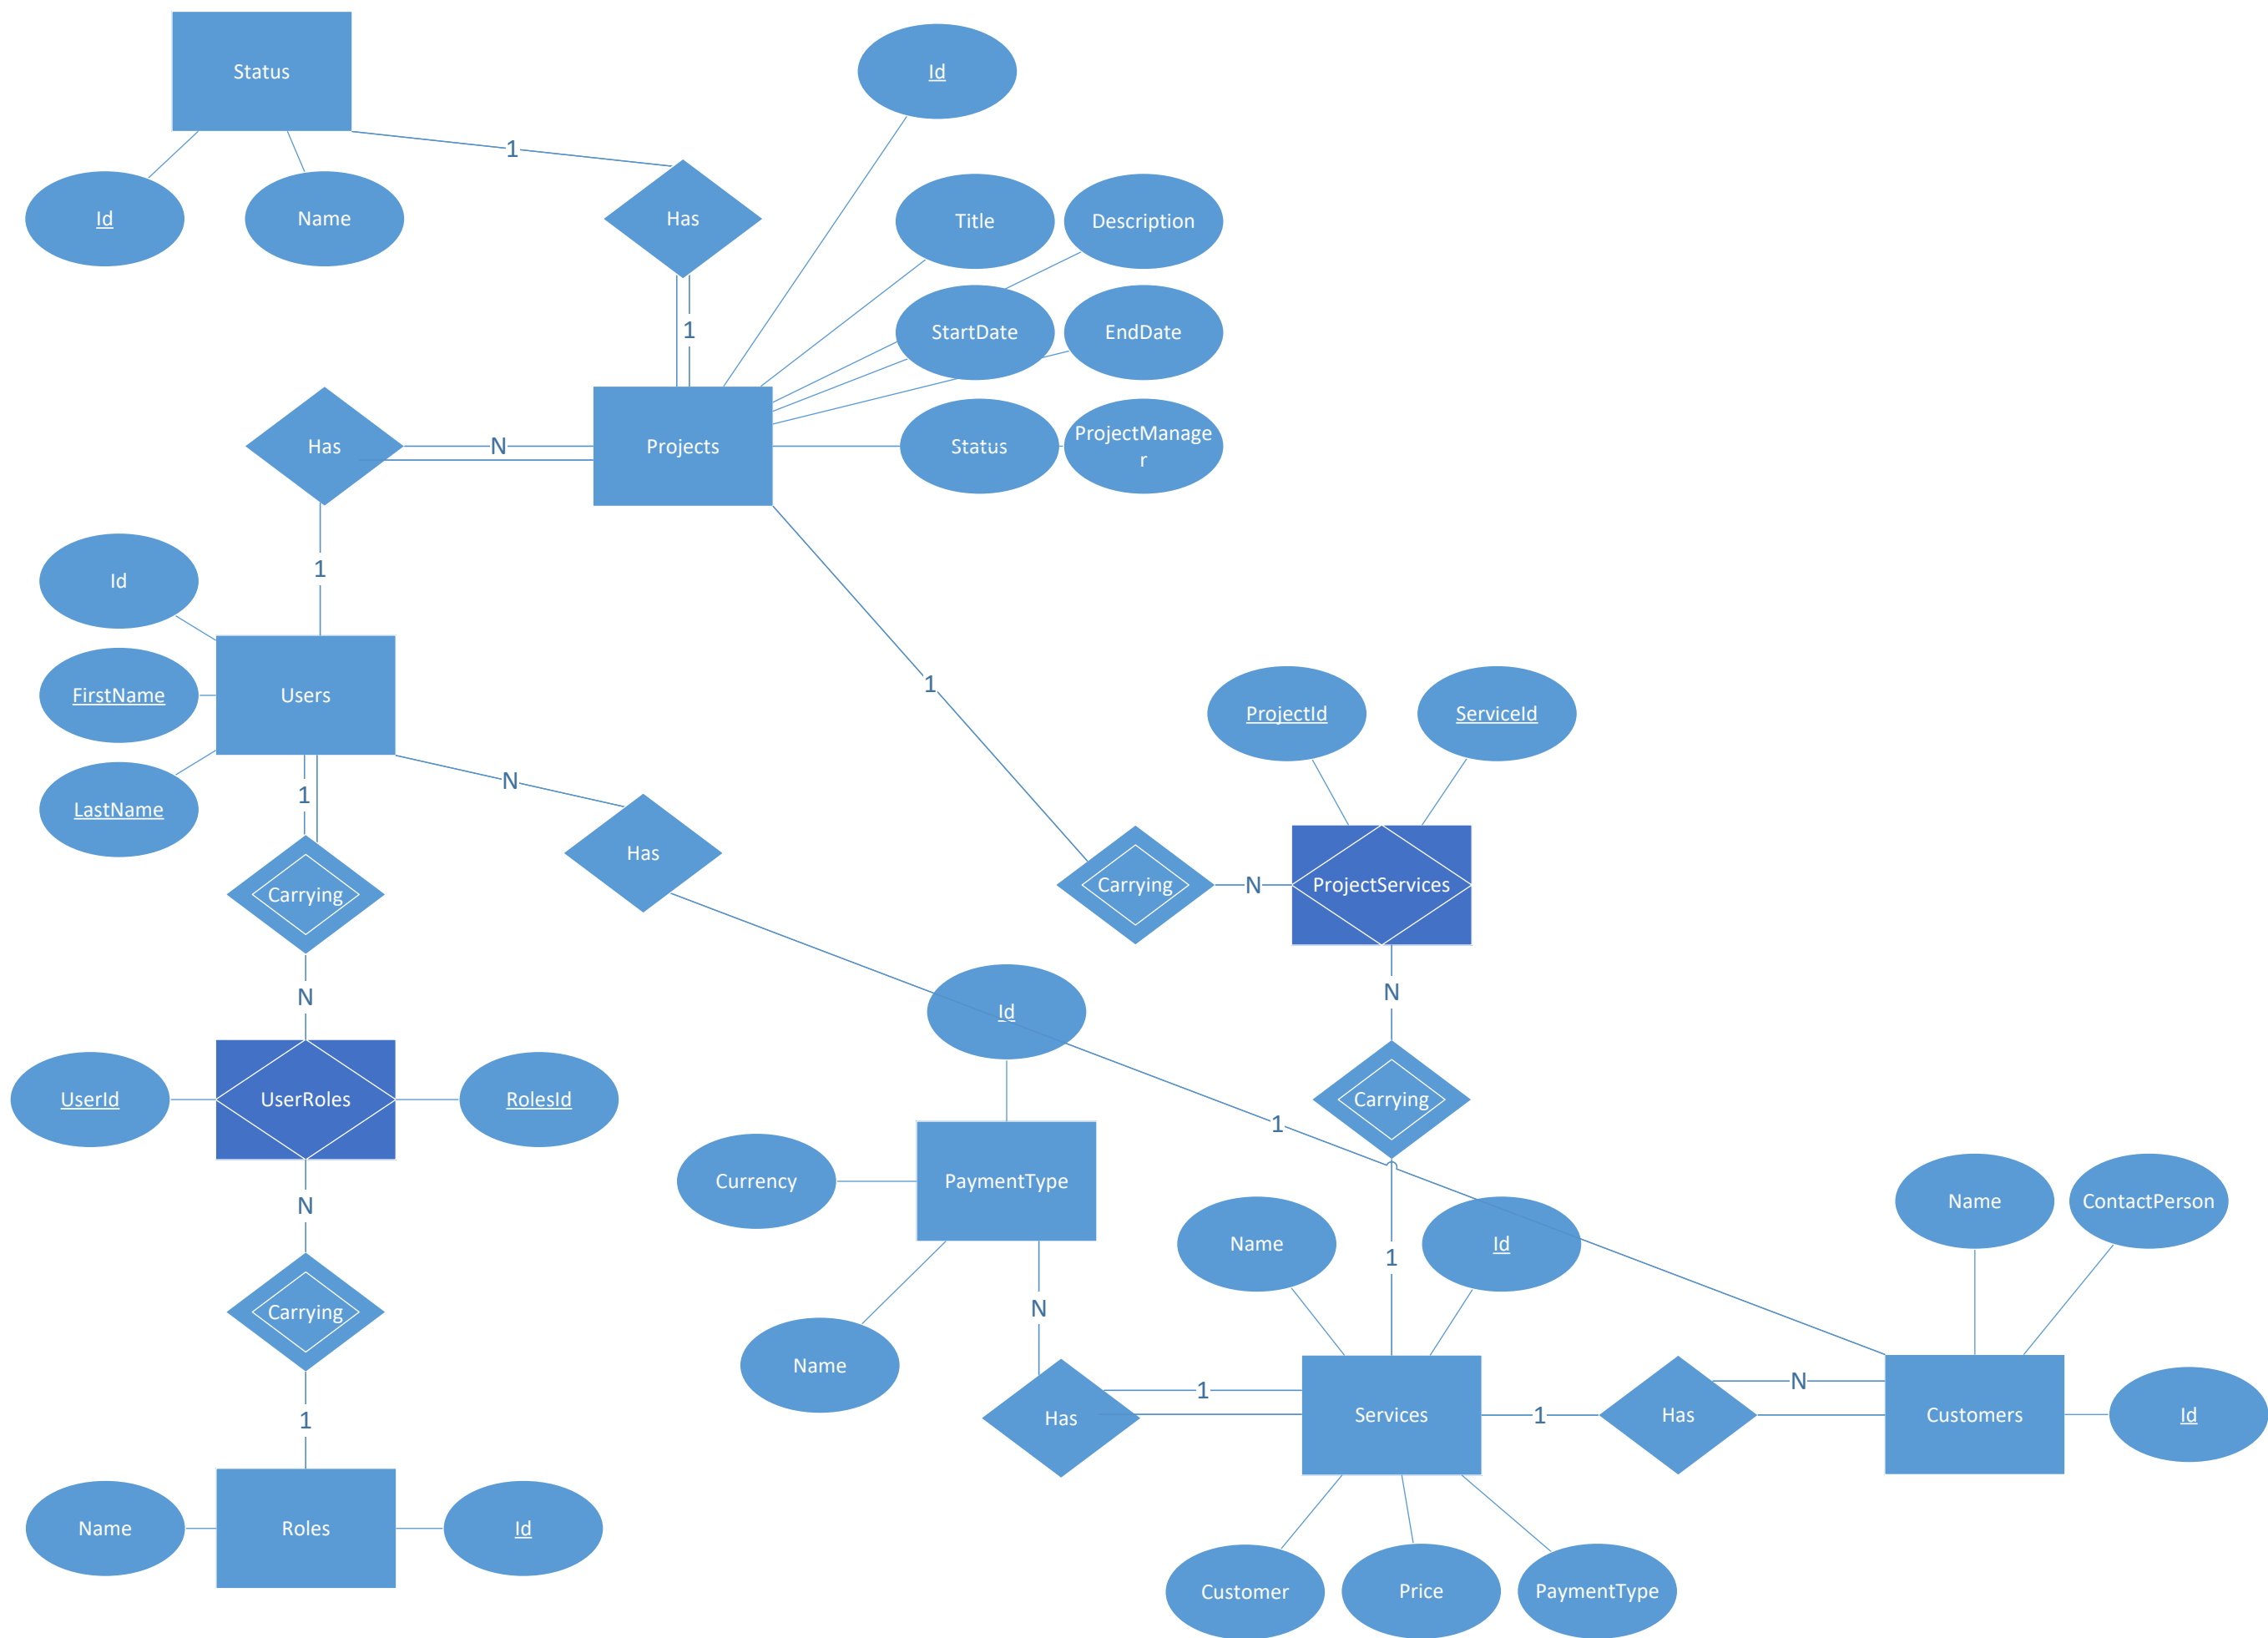 Status
Id
1
Id
Name
Has
Title
Description
1
StartDate
EndDate
Has
N
Projects
Status
ProjectManage
r
1
Id
FirstName
Users
LastName
1
N
1
ProjectId
ServiceId
Has
Carrying
Carrying
N
ProjectServices
N
Id
N
UserId
UserRoles
RolesId
Carrying
1
Currency
PaymentType
Name
ContactPerson
N
Name
1
Id
Carrying
N
Name
1
N
1
Has
Services
1
Has
Customers
Id
Name
Roles
Id
Customer
Price
PaymentType